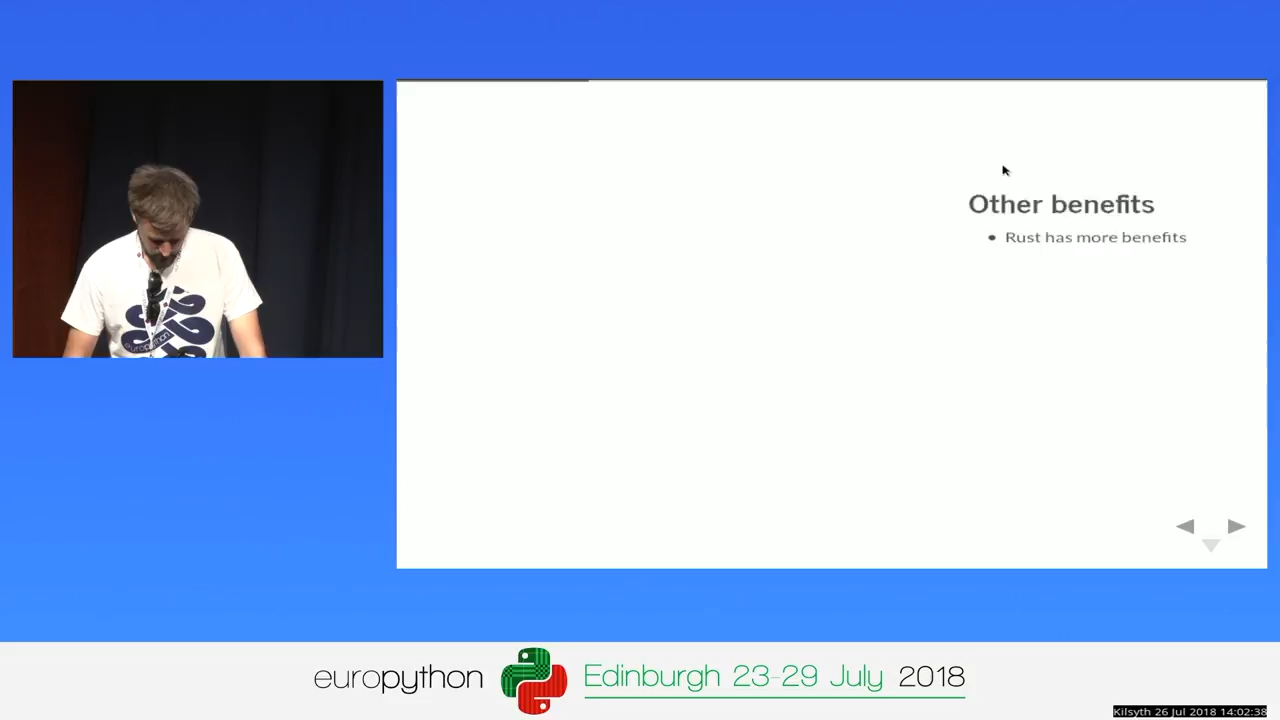 Other benefits
• Rust has more benefits
europython
europython Edinburgh 23-29 July 2018
Kilsyth 26 Jul 2018 14:02:38